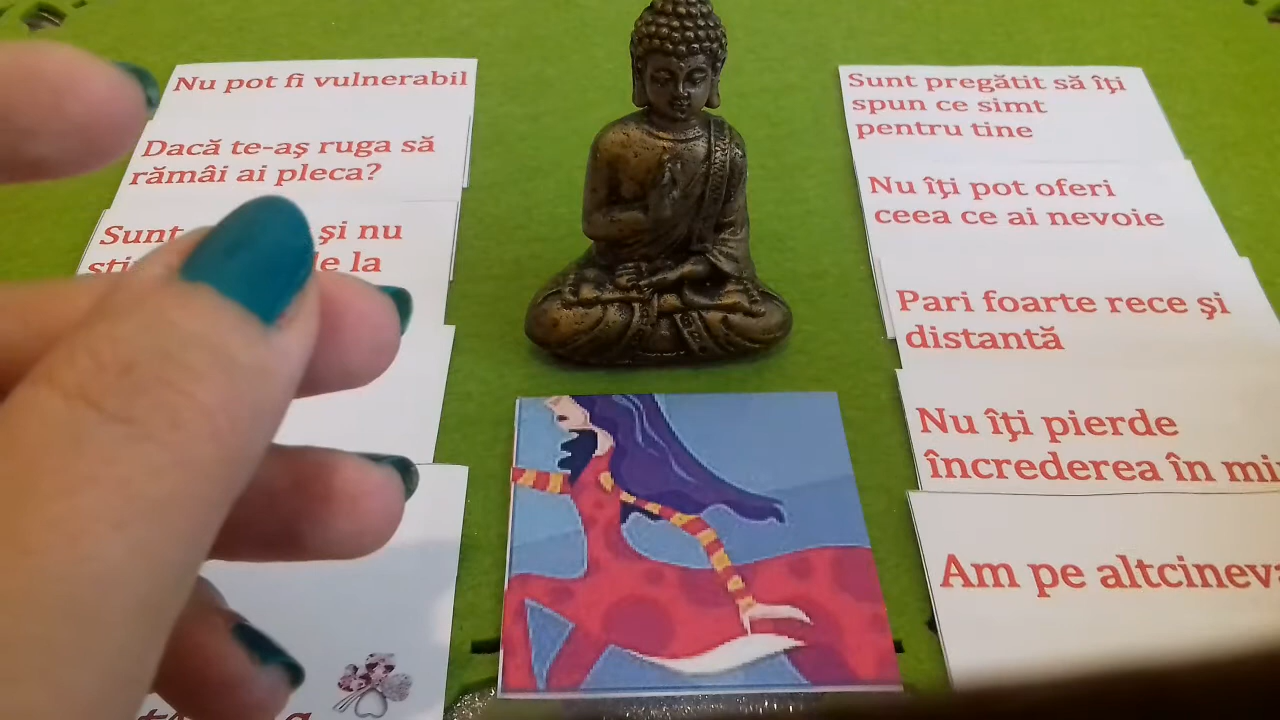 Nu pot fi vulnerabil
Dacă te-aş ruga să
rămâi ai pleca?
Sunt şi nu
la
Sunt pregătit să îţi
spun ce simt
pentru tine
Nu îţi pot oferi
ceea ce ai nevoie
Pari foarte rece şi
distantă
Nu îţi pierde
încrederea în
Am pe